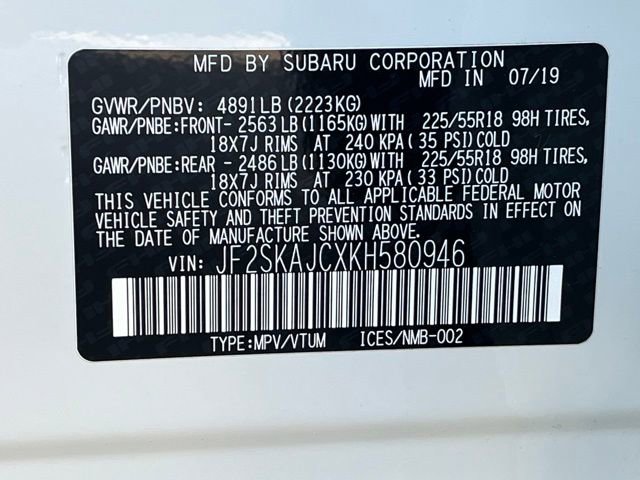 MFD BY SUBARU CORPORATION
MFD IN 07/19
GVWR/PNBV: 4891LB (2223KG)
GAWR/PNBE:FRONT- 2563LB (1165KG) WITH 225/55R18 98H TIRES,
18X7J RIMS AT 240 KPA ( 35 PSI) COLD
GAWR/PNBE:REAR - 2486LB (1130KG) WITH 225/55R18 98H TIRES,
18X7J RIMS AT 230 KPA ( 33 PSI) COLD
THIS VEHICLE CONFORMS TO ALL APPLICABLE FEDERAL MOTOR
VEHICLE SAFETY AND THEFT PREVENTION STANDARDS IN EFFECT
ON THE DATE OF MANUFACTURE SHOWN ABOVE.
VIN: JF2SKAJCXKH580946
TYPE:MPV/VTUM ICES/NMB-002